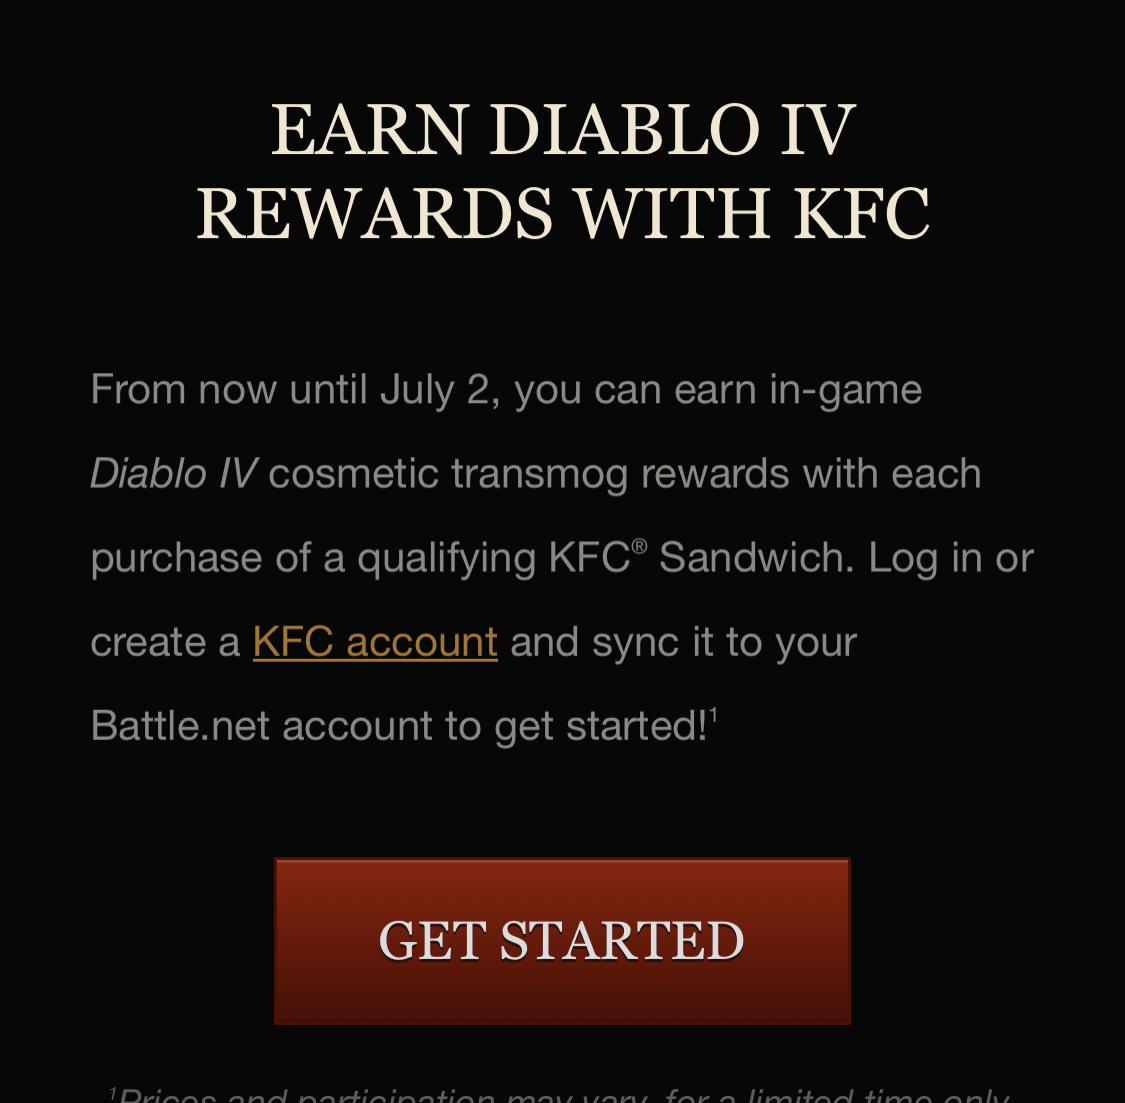 EARN DIABLO IV
REWARDS WITH KFC
From now until July 2, you can earn in-game
Diablo IV cosmetic transmog rewards with each
purchase of a qualifying KFC® Sandwich. Log in or
create a KFC account and sync it to your
Battle.net account to get started!¹
GET STARTED
¹Prices and participation may vary, for a limited time only